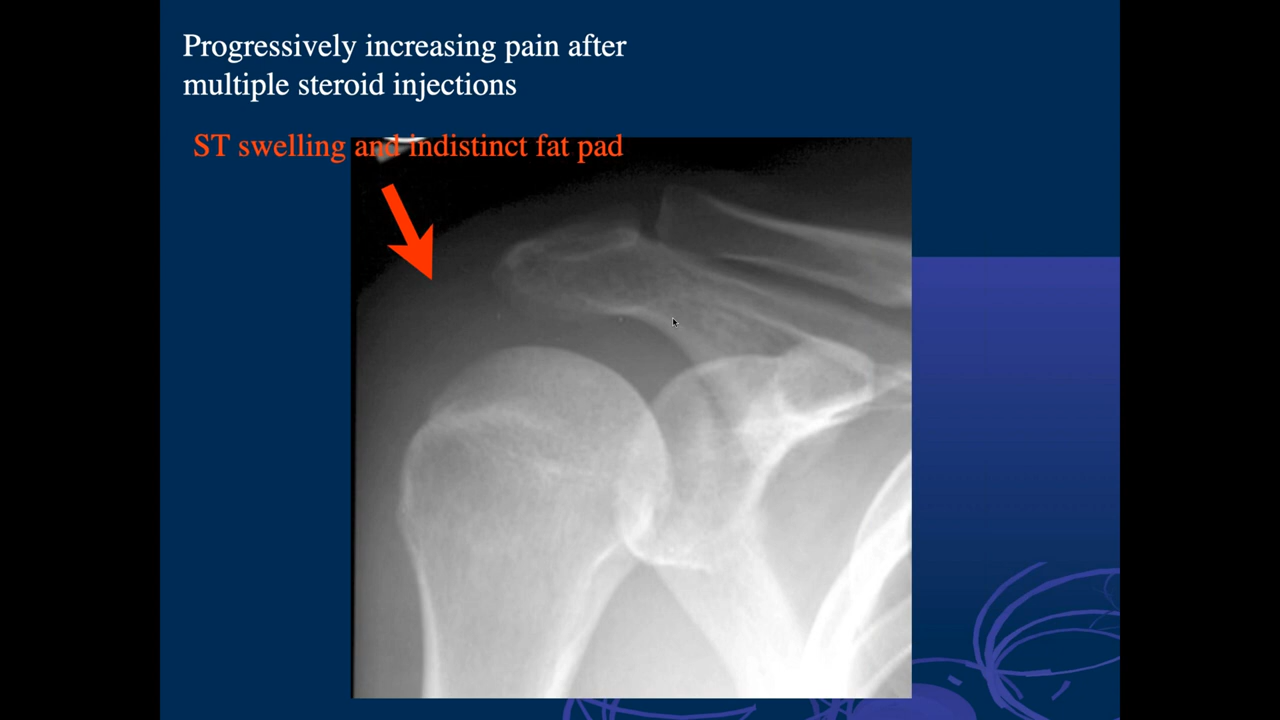 Progressively increasing pain after
multiple steroid injections
ST swelling and indistinct fat pad